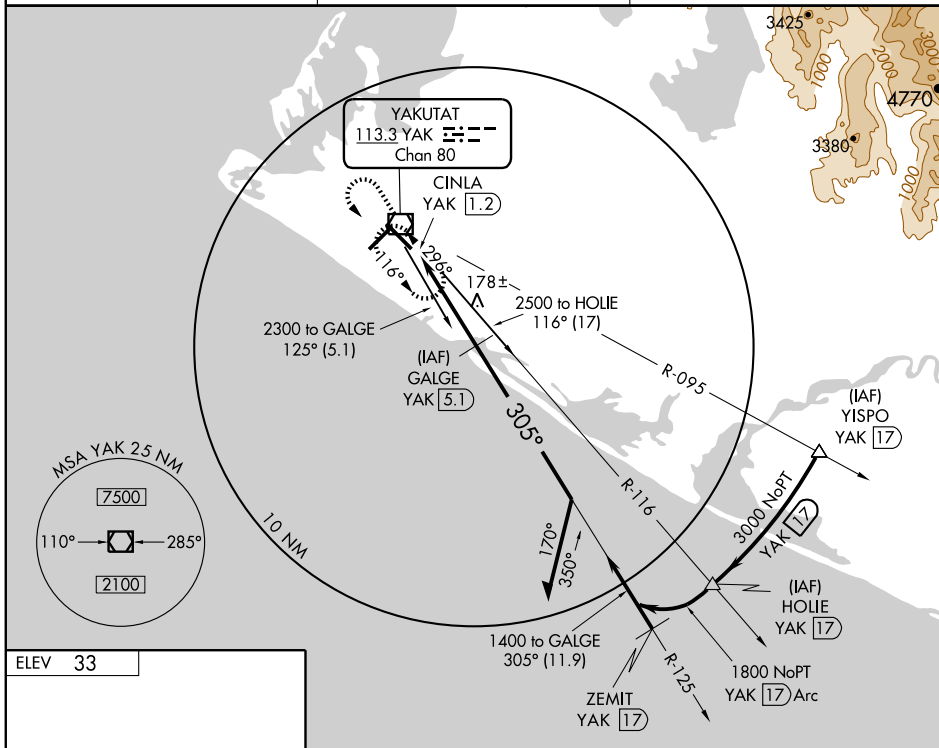 3425
1000
2000
3000
4770
3380
1000
YAKUTAT
113.3 YAK
Chan 80
CINLA
YAK 1.2
296°
116°
178±
2500 to HOLIE
116° (17)
2300 to GALGE
125° (5.1)
(IAF)
GALGE
YAK 5.1
R-095
(IAF)
YISPO
YAK 17
305°
R-116
3000 NoPT
YAK 17
MSA YAK 25 NM
7500
110°
285°
2100
10 NM
170°
350°
(IAF)
HOLIE
YAK 17
1400 to GALGE
305° (11.9)
R-125
1800 NoPT
YAK 17 Arc
ZEMIT
YAK 17
ELEV 33